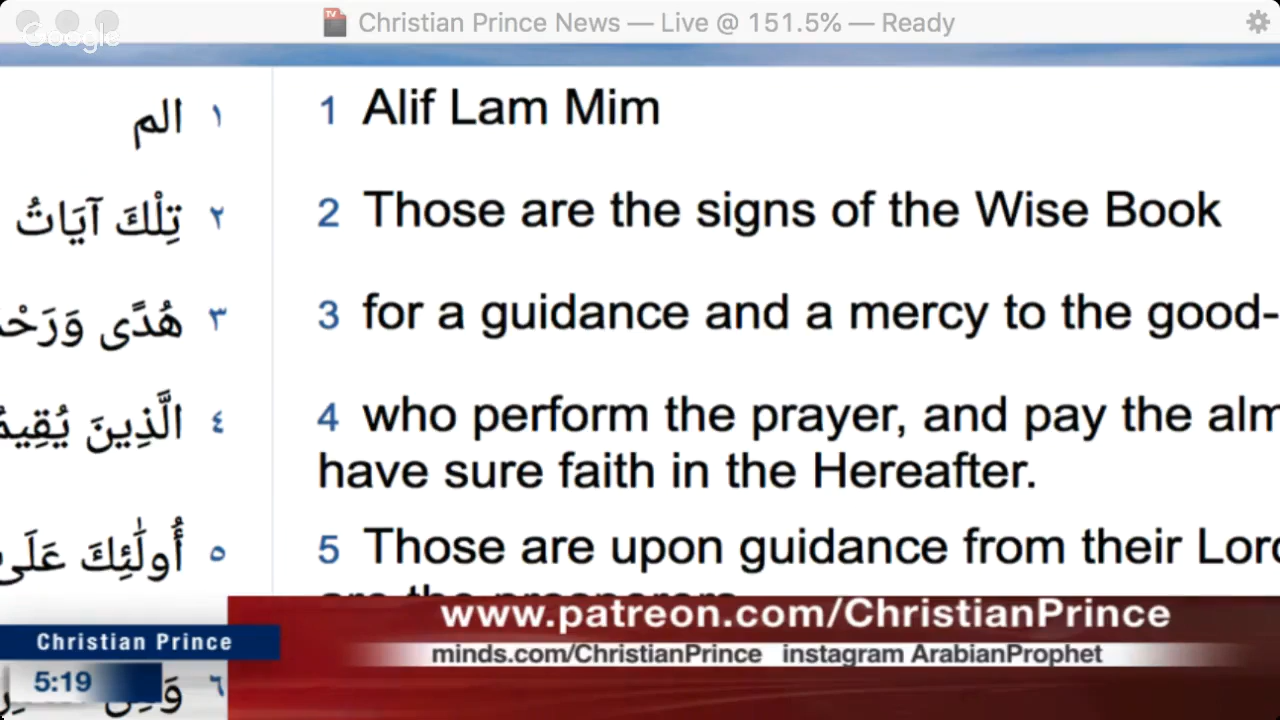 Christian Prince News — Live @ 151.5% — Ready
Google
الم ١
1 Alif Lam Mim
تِلْكَ آيَاتُ ٢
2 Those are the signs of the Wise Book
هُدًى ٣
3 for a guidance and a mercy to the good-
الَّذِينَ ٤
4 who perform the prayer, and pay the
have sure faith in the Hereafter.
أُولَٰئِكَ ٥
5 Those are upon guidance from their
www.patreon.com/ChristianPrince
Christian Prince
minds.com/ChristianPrince instagram ArabianProphet
5:19
٦